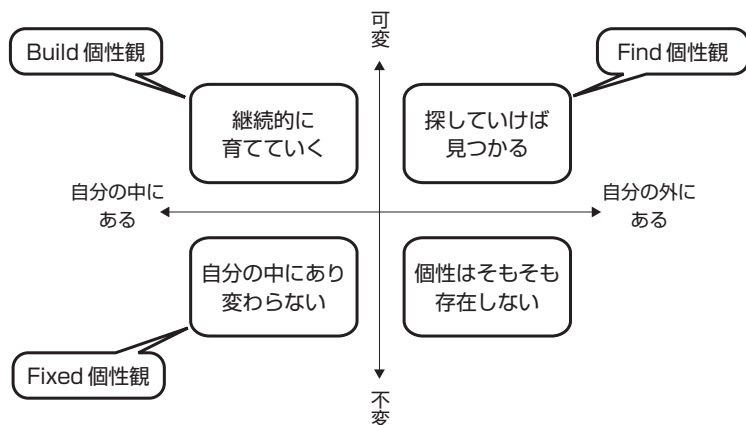 可変
Build 個性観
Find 個性観
継続的に
育てていく
探していけば
見つかる
自分の中に
ある
自分の外に
ある
自分の中にあり
変わらない
個性はそもそも
存在しない
Fixed 個性観
不変